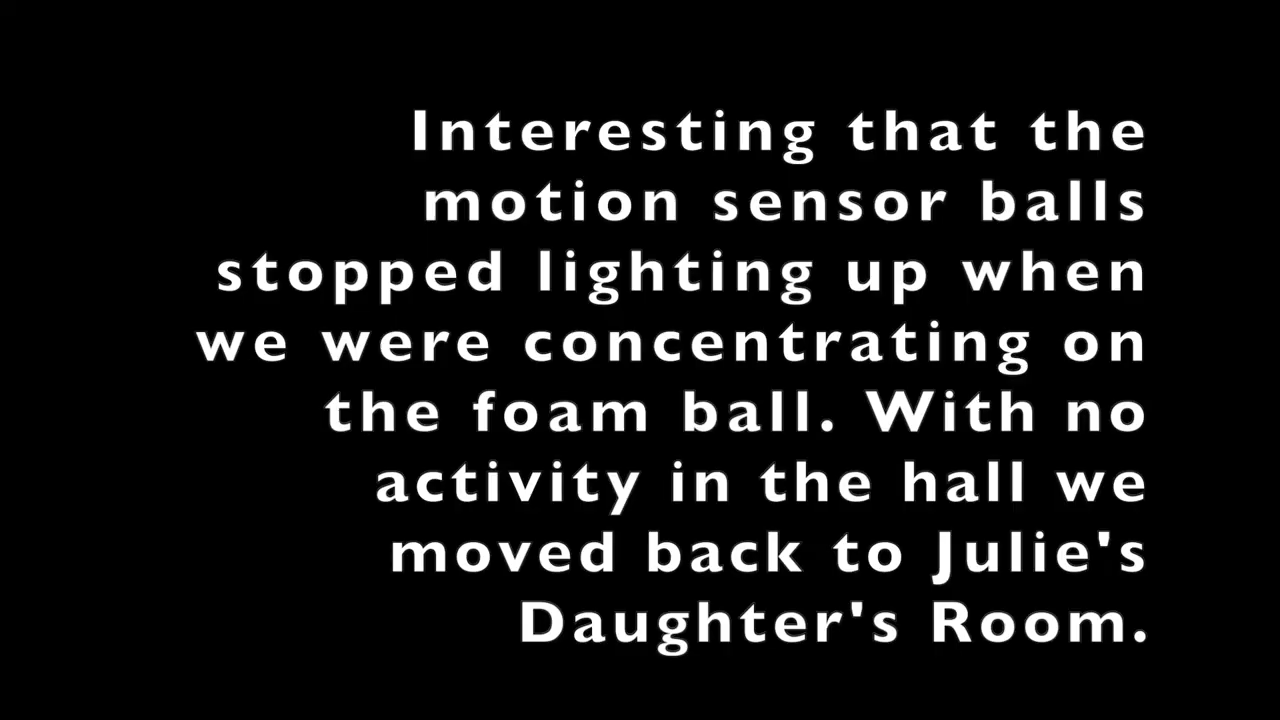 Interesting that the
motion sensor balls
stopped lighting up when
we were concentrating on
the foam ball. With no
activity in the hall we
moved back to Julie's
Daughter's Room.